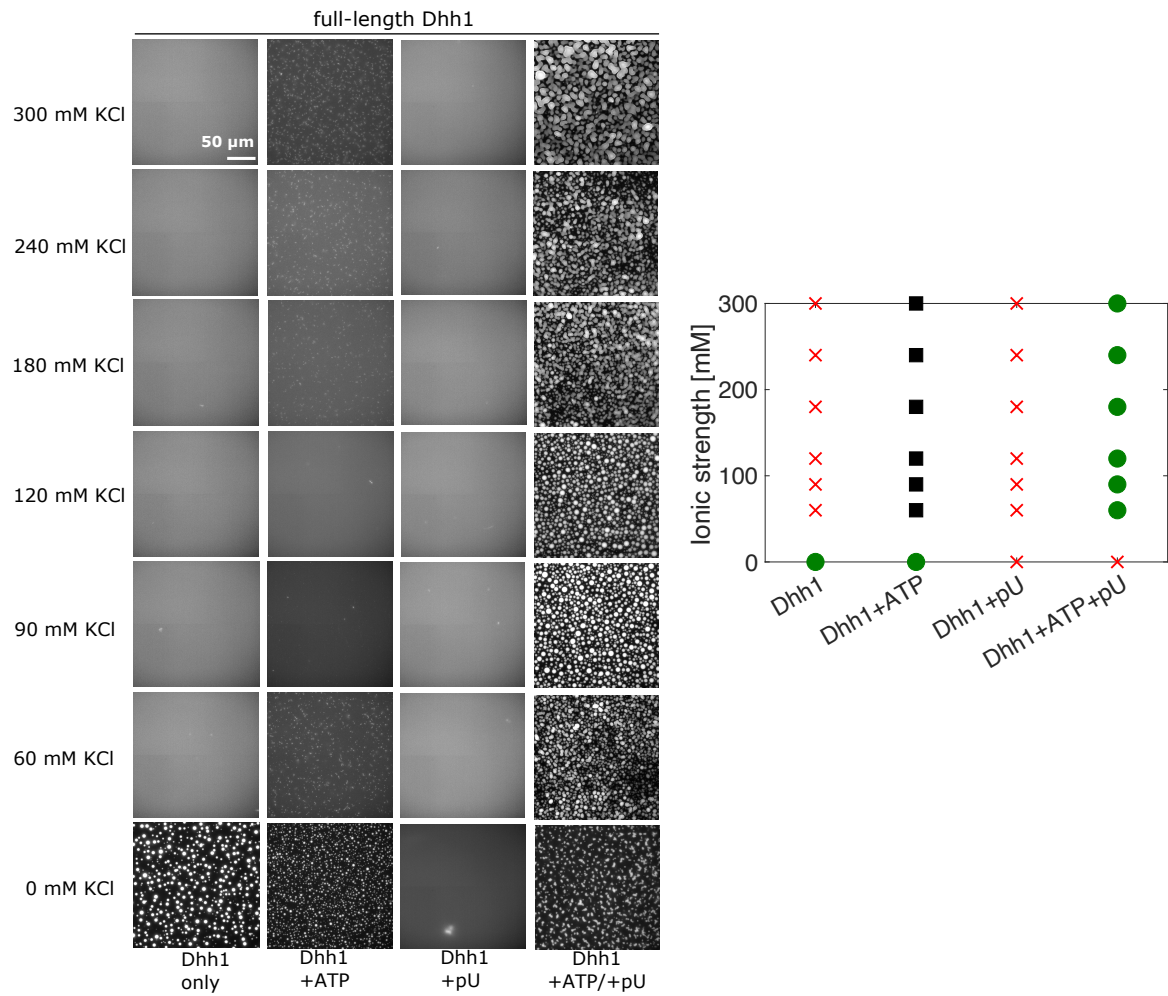 full-length Dhh1
300 mM KCl
50 µm
240 mM KCl
180 mM KCl
120 mM KCl
90 mM KCl
60 mM KCl
0 mM KCl
Dhh1
only
Dhh1
+ATP
Dhh1
+pU
Dhh1
+ATP/+pU
Ionic strength [mM]
300
200
100
0
Dhh1
Dhh1+ATP
Dhh1+pU
Dhh1+ATP+pU